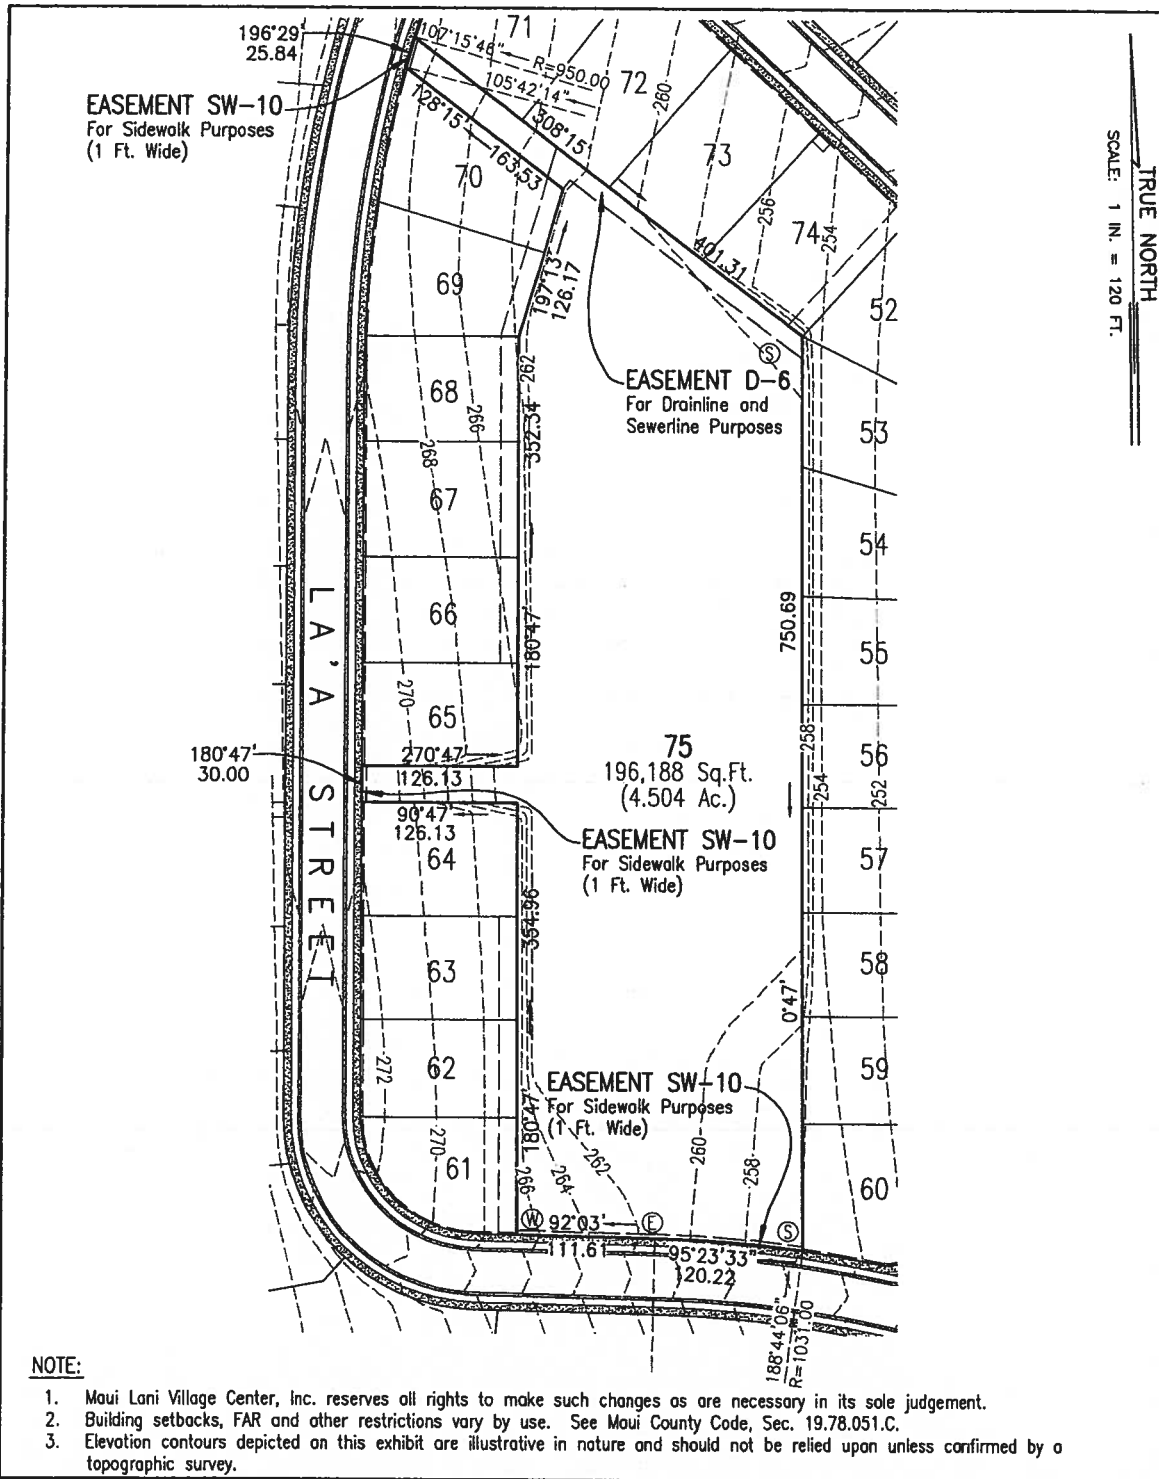 196°29'
25.84
EASEMENT SW-10
For Sidewalk Purposes
(1 Ft. Wide)
107°15'46"
R=950.00
105°42'14"
128°15'
163.53
308°15'
401.31
71
72
260
73
256
74
254
52
TRUE NORTH
SCALE: 1 IN. = 120 FT.
70
69
197°13'
126.17
S
EASEMENT D-6
For Drainline and
Sewerline Purposes
68
262
266
352.34
268
67
53
54
66
180°47'
750.69
55
270
65
180°47'
30.00
270°47'
126.13
90°47'
126.13
64
75
196,188 Sq.Ft.
(4.504 Ac.)
258
254
252
56
EASEMENT SW-10
For Sidewalk Purposes
(1 Ft. Wide)
57
LA'A STREET
354.96
63
58
0°47'
272
62
59
EASEMENT SW-10
For Sidewalk Purposes
(1 Ft. Wide)
180°47'
270
61
266
264
262
260
258
60
W
92°03'
E
S
111.61
95°23'33"
120.22
188°44'06"
R=1031.00
NOTE:
1. Maui Lani Village Center, Inc. reserves all rights to make such changes as are necessary in its sole judgement.
2. Building setbacks, FAR and other restrictions vary by use. See Maui County Code, Sec. 19.78.051.C.
3. Elevation contours depicted on this exhibit are illustrative in nature and should not be relied upon unless confirmed by a
topographic survey.